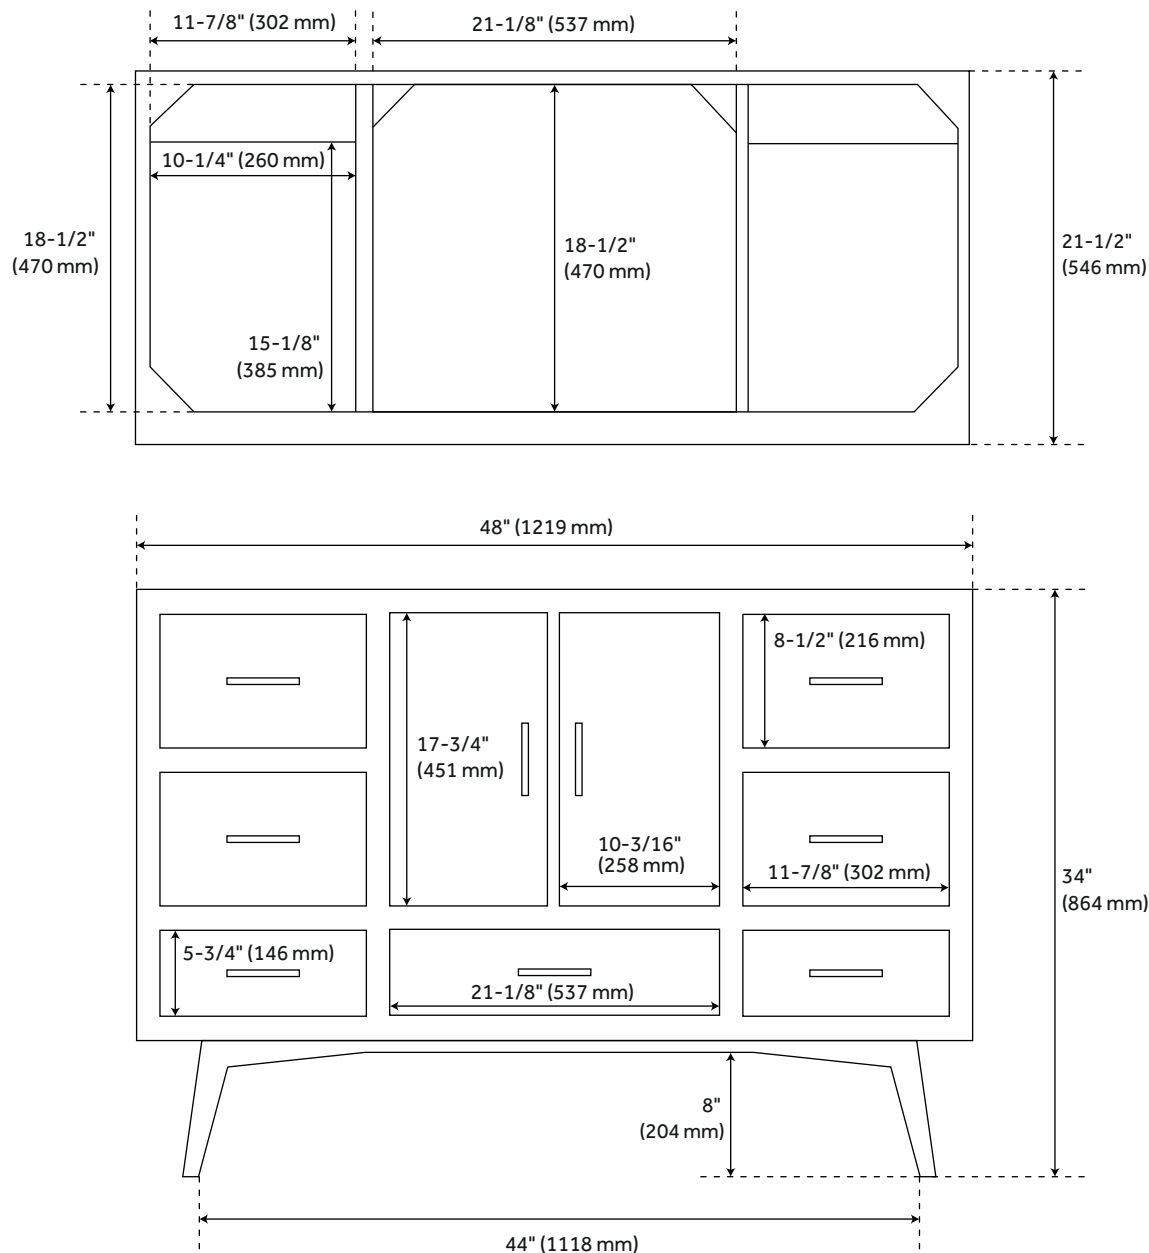 11-7/8" (302 mm)
21-1/8" (537 mm)
10-1/4" (260 mm)
18-1/2"
(470 mm)
18-1/2"
(470 mm)
21-1/2"
(546 mm)
15-1/8"
(385 mm)
48" (1219 mm)
8-1/2" (216 mm)
17-3/4"
(451 mm)
10-3/16"
(258 mm)
11-7/8" (302 mm)
34"
(864 mm)
5-3/4" (146 mm)
21-1/8" (537 mm)
8"
(204 mm)
44" (1118 mm)